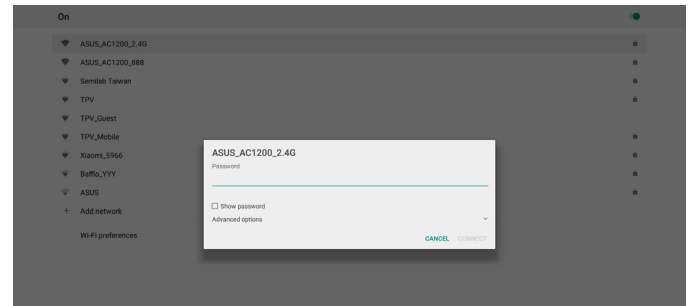 On
ASUS_AC1200_2.4G
ASUS_AC1200_888
Semilab Taiwan
TPV
TPV_Guest
TPV_Mobile
Xiaomi_5966
Baffio_YYY
ASUS
+ Add network
Wi-Fi preferences
ASUS_AC1200_2.4G
Password
Show password
Advanced options
CANCEL CONNECT